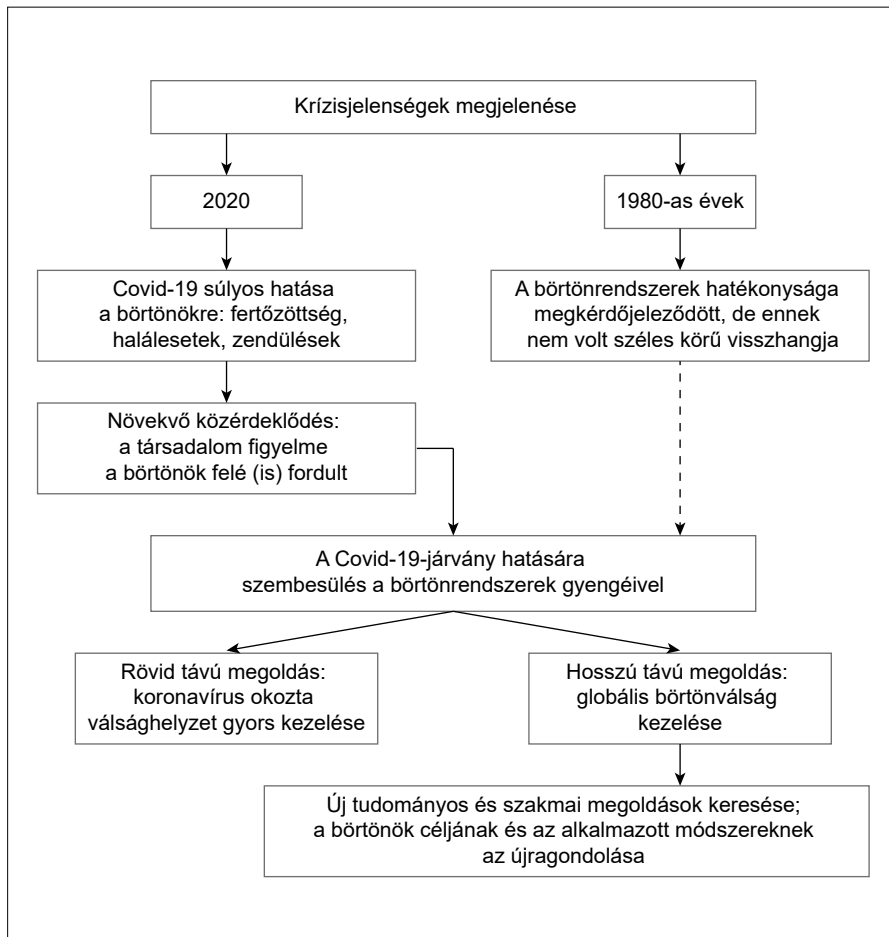 Krízisjelenségek megjelenése
2020
1980-as évek
Covid-19 súlyos hatása
a börtönökre: fertőzöttség,
halálesetek, zendülések
A börtönrendszerek hatékonysága
megkérdőjeleződött, de ennek
nem volt széles körű visszhangja
Növekvő közérdeklődés:
a társadalom figyelme
a börtönök felé (is) fordult
A Covid-19-járvány hatására
szembesülés a börtönrendszerek gyengéivel
Rövid távú megoldás:
koronavírus okozta
válsághelyzet gyors kezelése
Hosszú távú megoldás:
globális börtönválság
kezelése
Új tudományos és szakmai megoldások keresése;
a börtönök céljának és az alkalmazott módszereknek
az újragondolása